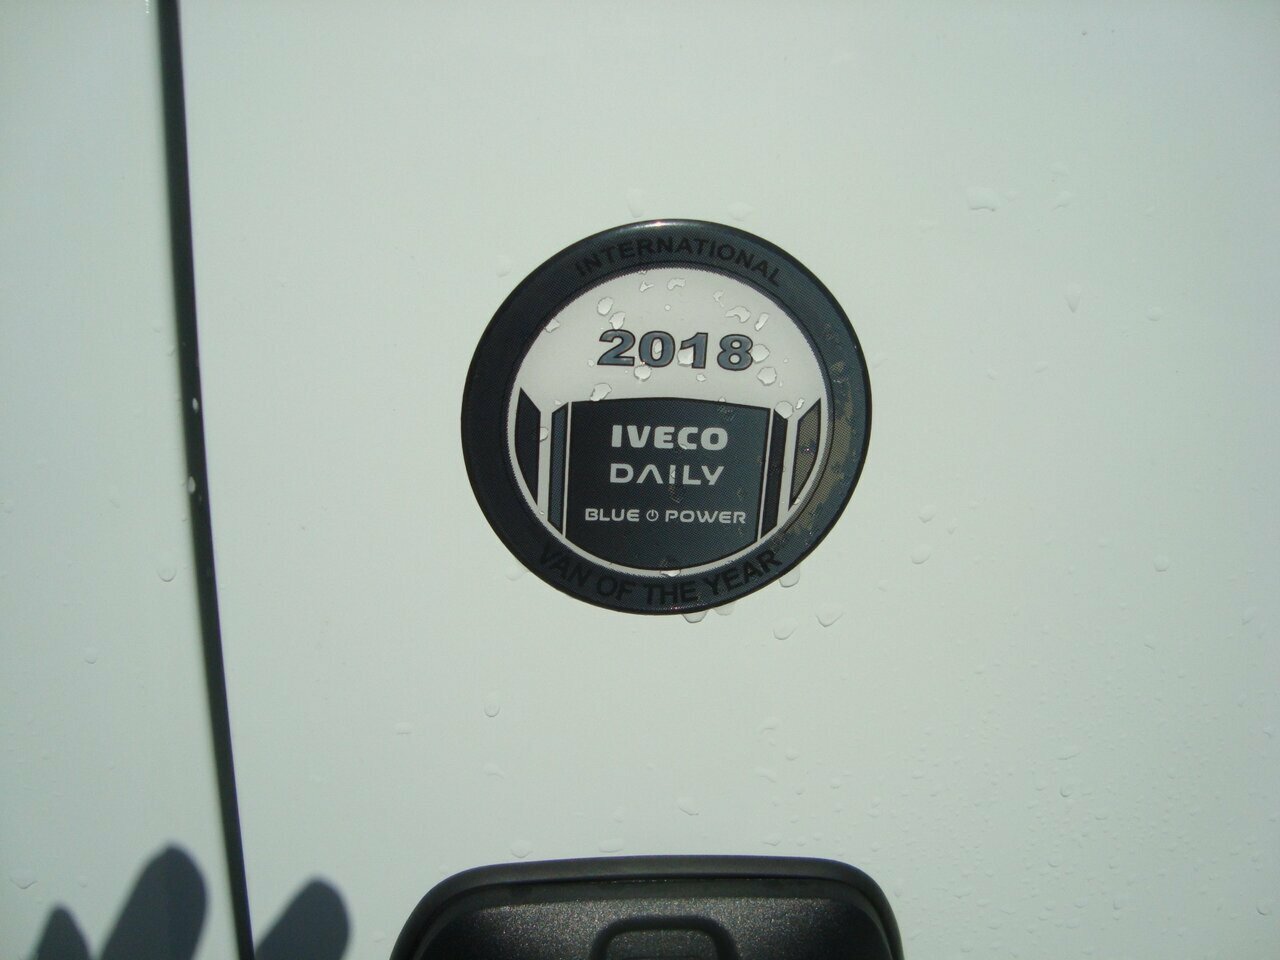 INTERNATIONAL
2018
IVECO
DAILY
BLUE POWER
VAN OF THE YEAR